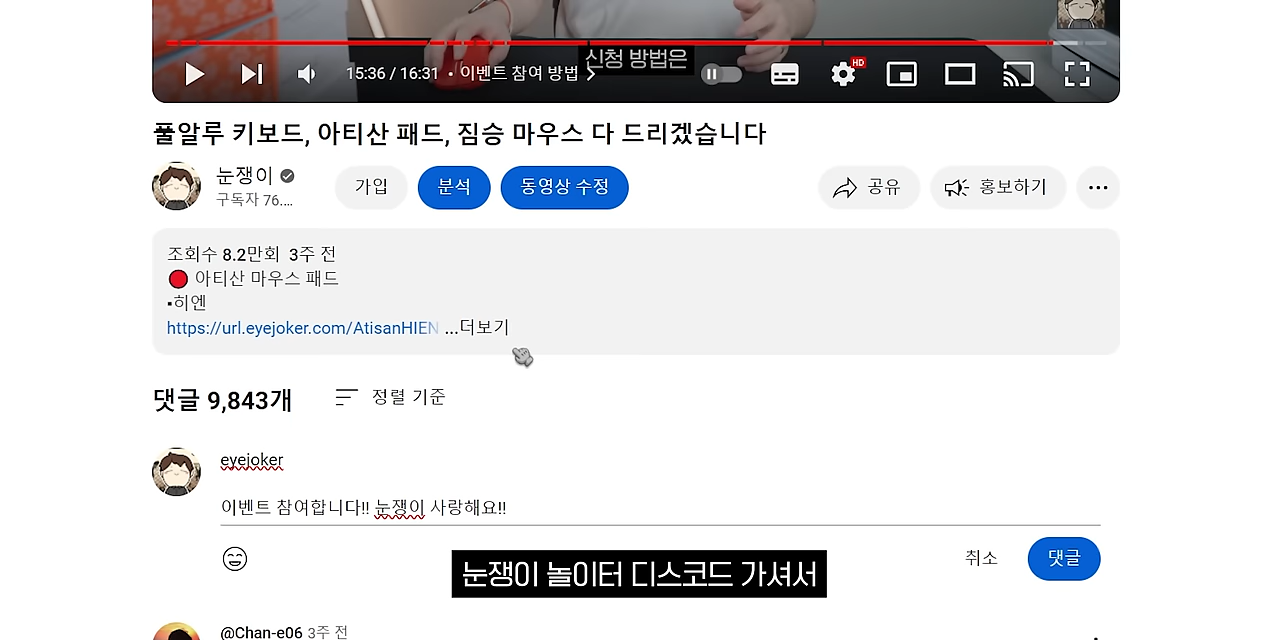 신청 방법은
15:36 / 16:31 • 이벤트 참여 방법
HD
풀알루 키보드, 아티산 패드, 짐승 마우스 다 드리겠습니다
눈쟁이
구독자 76....
가입
분석
동영상 수정
공유
홍보하기
조회수 8.2만회 3주 전
아티산 마우스 패드
▪히엔
https://url.eyejoker.com/AtisanHIEN ...더보기
댓글 9,843개
정렬 기준
eyejoker
이벤트 참여합니다!! 눈쟁이 사랑해요!!
취소
댓글
눈쟁이 놀이터 디스코드 가셔서
@Chan-e06 3주 전